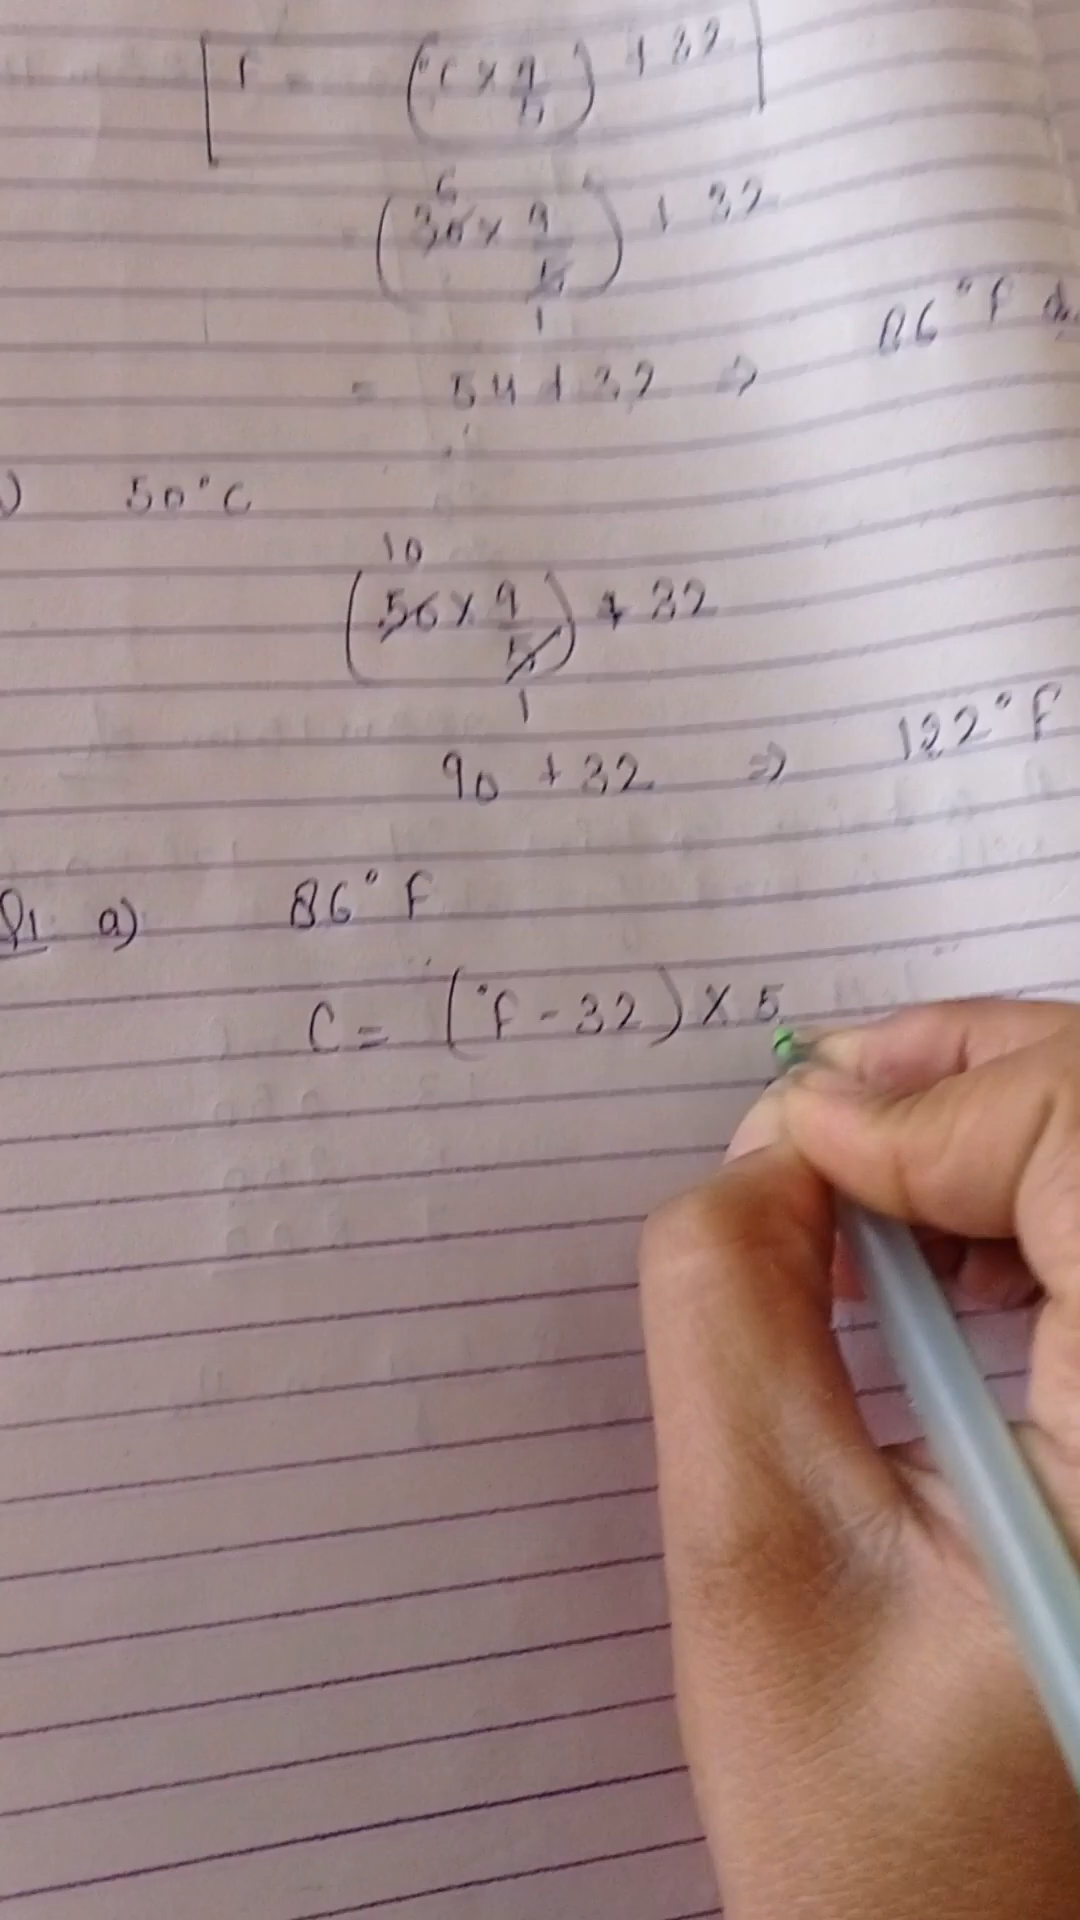 F = (°C × 9/5) + 32
(30 × 9/5) + 32
6
1
= 54 + 32 ⇒ 86°F
) 50°C
10
(50 × 9/5) + 32
1
90 + 32 ⇒ 122°F
a) 86°F
C = (°F - 32) × 5